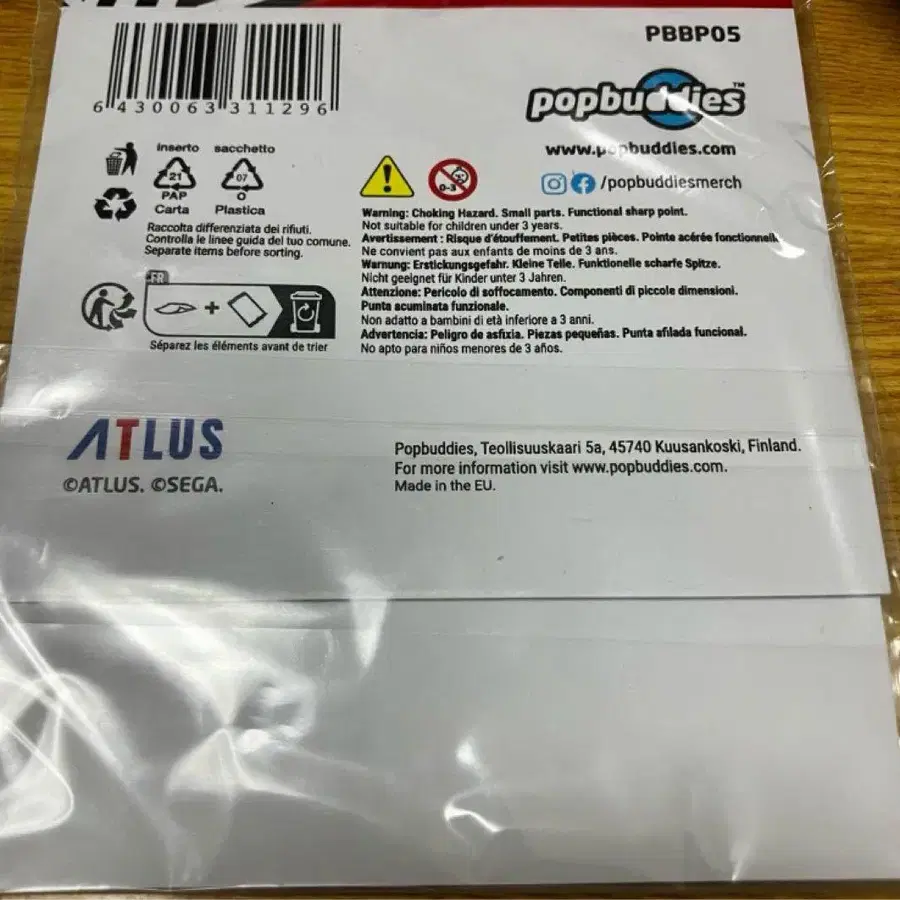 PBBP05
6 430063 311296
popbuddies™
www.popbuddies.com
/popbuddiesmerch
inserto sacchetto
21 07
PAP O
Carta Plastica
Raccolta differenziata dei rifiuti.
Controlla le linee guida del tuo comune.
Separate items before sorting.
FR
+
Séparez les éléments avant de trier
0-3
Warning: Choking Hazard. Small parts. Functional sharp point.
Not suitable for children under 3 years.
Avertissement : Risque d'étouffement. Petites pièces. Pointe acérée fonctionnelle.
Ne convient pas aux enfants de moins de 3 ans.
Warnung: Erstickungsgefahr. Kleine Telle. Funktionelle scharfe Spitze.
Nicht geeignet für Kinder unter 3 Jahren.
Attenzione: Pericolo di soffocamento. Componenti di piccole dimensioni.
Punta acuminata funzionale.
Non adatto a bambini di età inferiore a 3 anni.
Advertencia: Peligro de asfixia. Piezas pequeñas. Punta afilada funcional.
No apto para niños menores de 3 años.
ATLUS
©ATLUS. ©SEGA.
Popbuddies, Teollisuuskaari 5a, 45740 Kuusankoski, Finland.
For more information visit www.popbuddies.com.
Made in the EU.